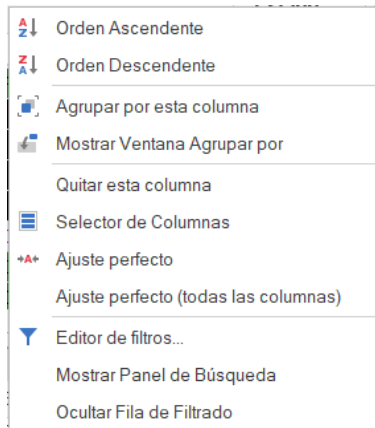 Orden Ascendente
Orden Descendente
Agrupar por esta columna
Mostrar Ventana Agrupar por
Quitar esta columna
Selector de Columnas
Ajuste perfecto
Ajuste perfecto (todas las columnas)
Editor de filtros...
Mostrar Panel de Búsqueda
Ocultar Fila de Filtrado